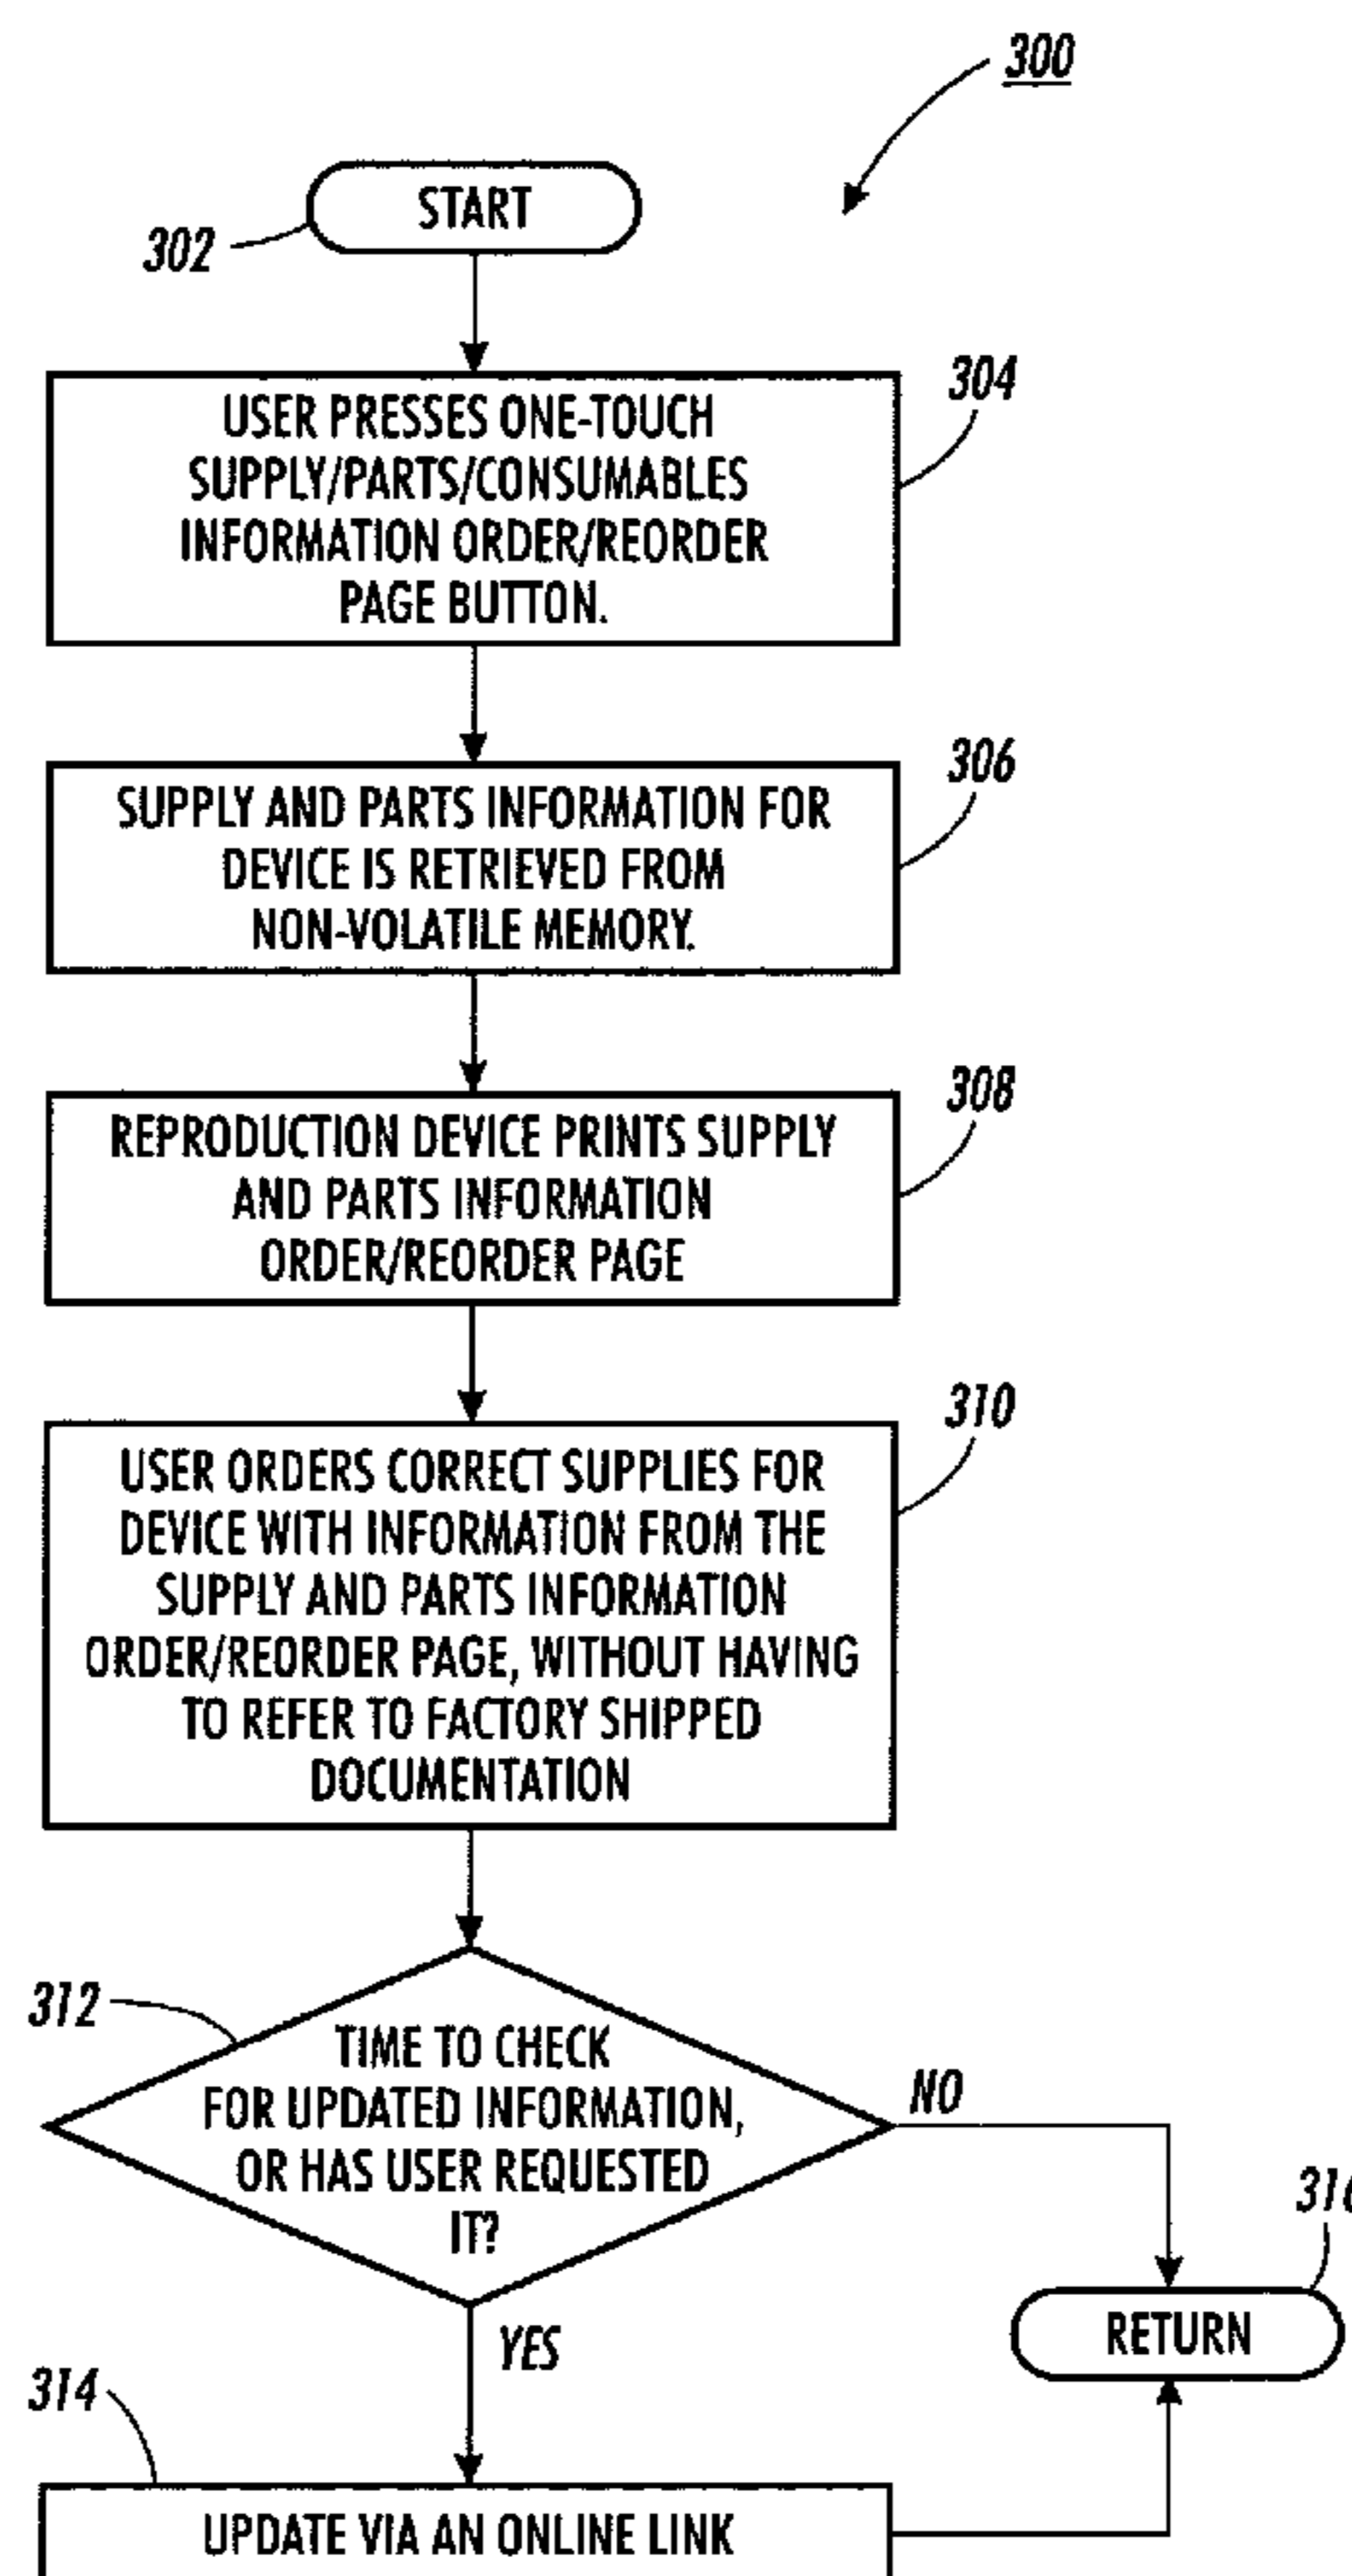 300
START
302
304
USER PRESSES ONE-TOUCH
SUPPLY/PARTS/CONSUMABLES
INFORMATION ORDER/REORDER
PAGE BUTTON.
306
SUPPLY AND PARTS INFORMATION FOR
DEVICE IS RETRIEVED FROM
NON-VOLATILE MEMORY.
308
REPRODUCTION DEVICE PRINTS SUPPLY
AND PARTS INFORMATION
ORDER/REORDER PAGE
310
USER ORDERS CORRECT SUPPLIES FOR
DEVICE WITH INFORMATION FROM THE
SUPPLY AND PARTS INFORMATION
ORDER/REORDER PAGE, WITHOUT HAVING
TO REFER TO FACTORY SHIPPED
DOCUMENTATION
312
TIME TO CHECK
FOR UPDATED INFORMATION,
OR HAS USER REQUESTED
IT?
NO
YES
RETURN
314
UPDATE VIA AN ONLINE LINK